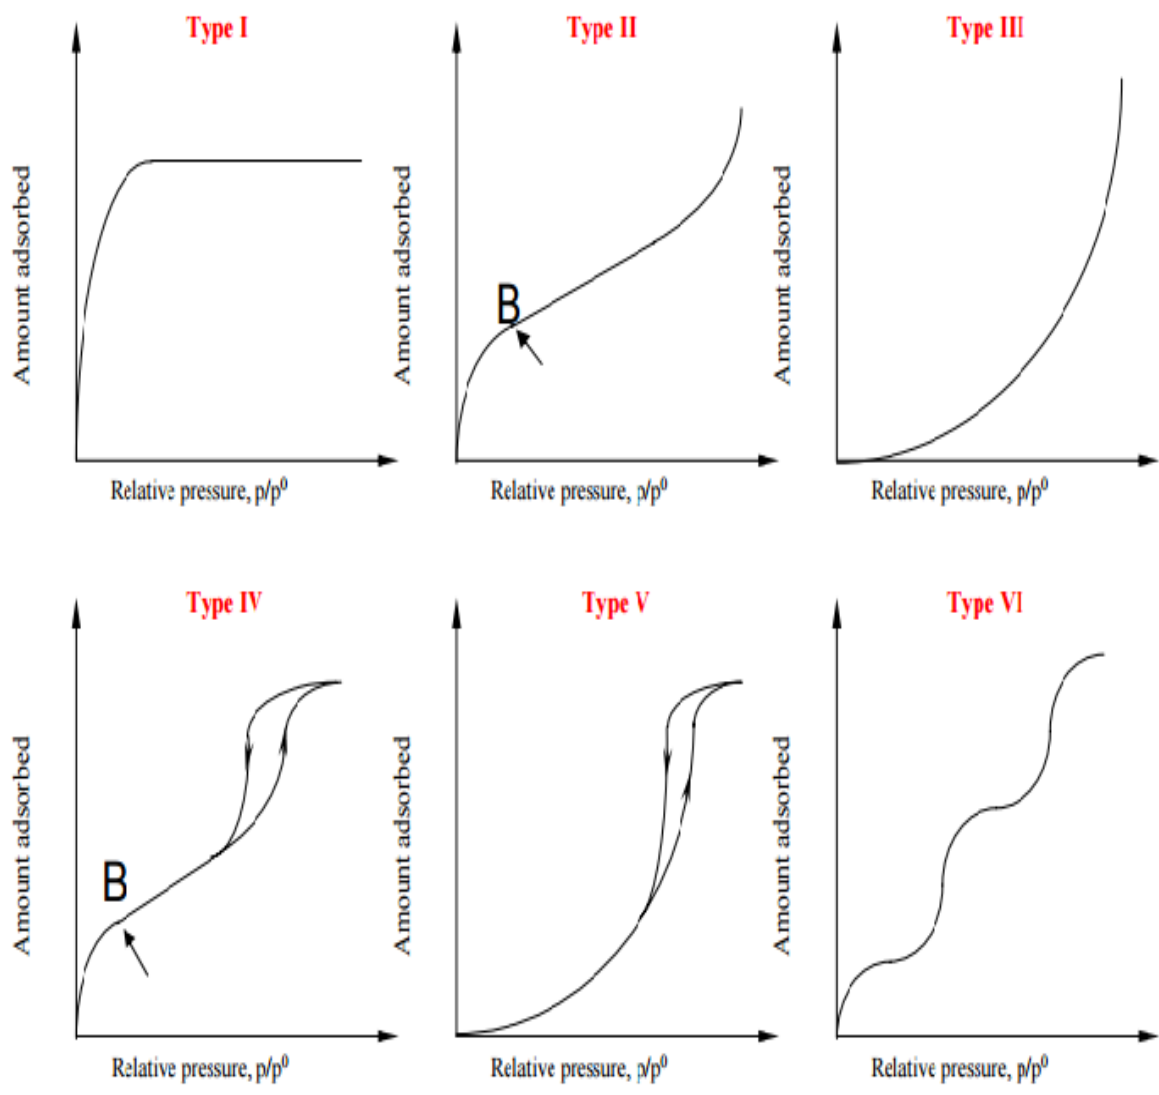 Type I
Type II
Type III
Amount adsorbed
Amount adsorbed
Amount adsorbed
B
Relative pressure, p/p⁰
Relative pressure, p/p⁰
Relative pressure, p/p⁰
Type IV
Type V
Type VI
Amount adsorbed
Amount adsorbed
Amount adsorbed
B
Relative pressure, p/p⁰
Relative pressure, p/p⁰
Relative pressure, p/p⁰